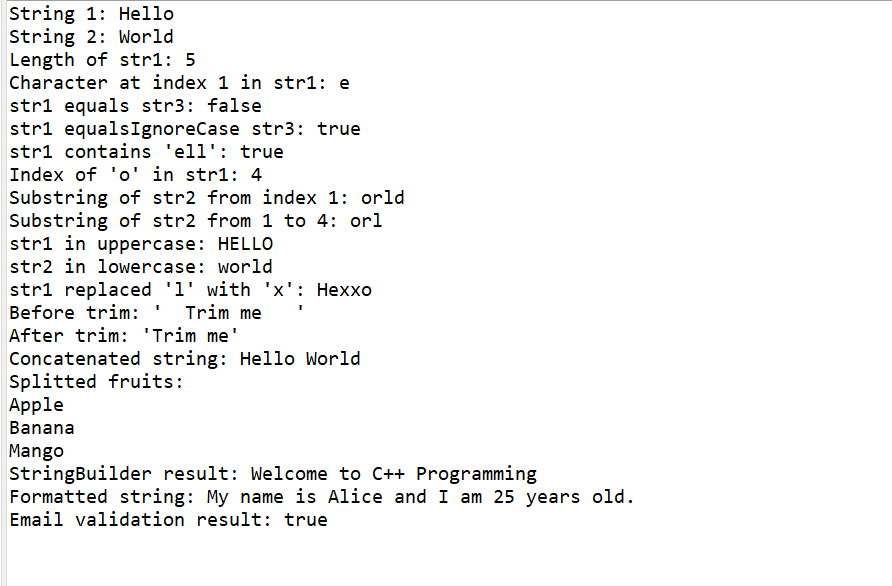 String 1: Hello
String 2: World
Length of str1: 5
Character at index 1 in str1: e
str1 equals str3: false
str1 equalsIgnoreCase str3: true
str1 contains 'ell': true
Index of 'o' in str1: 4
Substring of str2 from index 1: orld
Substring of str2 from 1 to 4: orl
str1 in uppercase: HELLO
str2 in lowercase: world
str1 replaced 'l' with 'x': Hexxo
Before trim: '  Trim me   '
After trim: 'Trim me'
Concatenated string: Hello World
Splitted fruits:
Apple
Banana
Mango
StringBuilder result: Welcome to C++ Programming
Formatted string: My name is Alice and I am 25 years old.
Email validation result: true